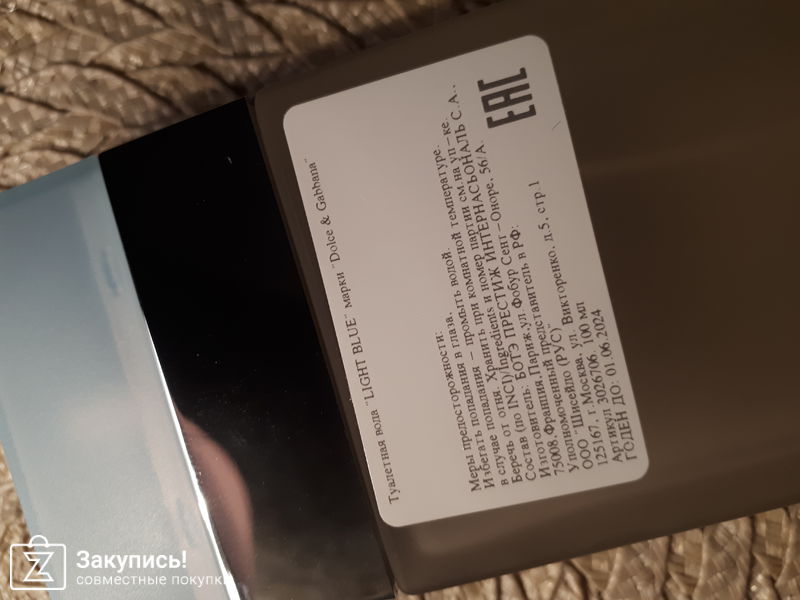 Туалетная вода "LIGHT BLUE" марки "Dolce & Gabbana"
Меры предосторожности:
Избегать попадания в глаза.
в случае попадания – промыть водой.
Беречь от огня. Хранить при комнатной температуре.
Состав (по INCI)/Ingredients и номер партии см.на уп–ке.
Изготовитель: БОТЭ ПРЕСТИЖ ИНТЕРНАСЬОНАЛЬ С.А.,
75008,Франция,Париж,ул.Фобур Сент–Оноре, 56/А.
Уполномоченный представитель в РФ:
ООО "Шисейдо (РУС)"
125167, г.Москва, ул. Викторенко, д.5, стр.1
Артикул 3026706, 100 мл
ГОДЕН ДО: 01.06.2024
EAC
Закупись!
совместные покупки